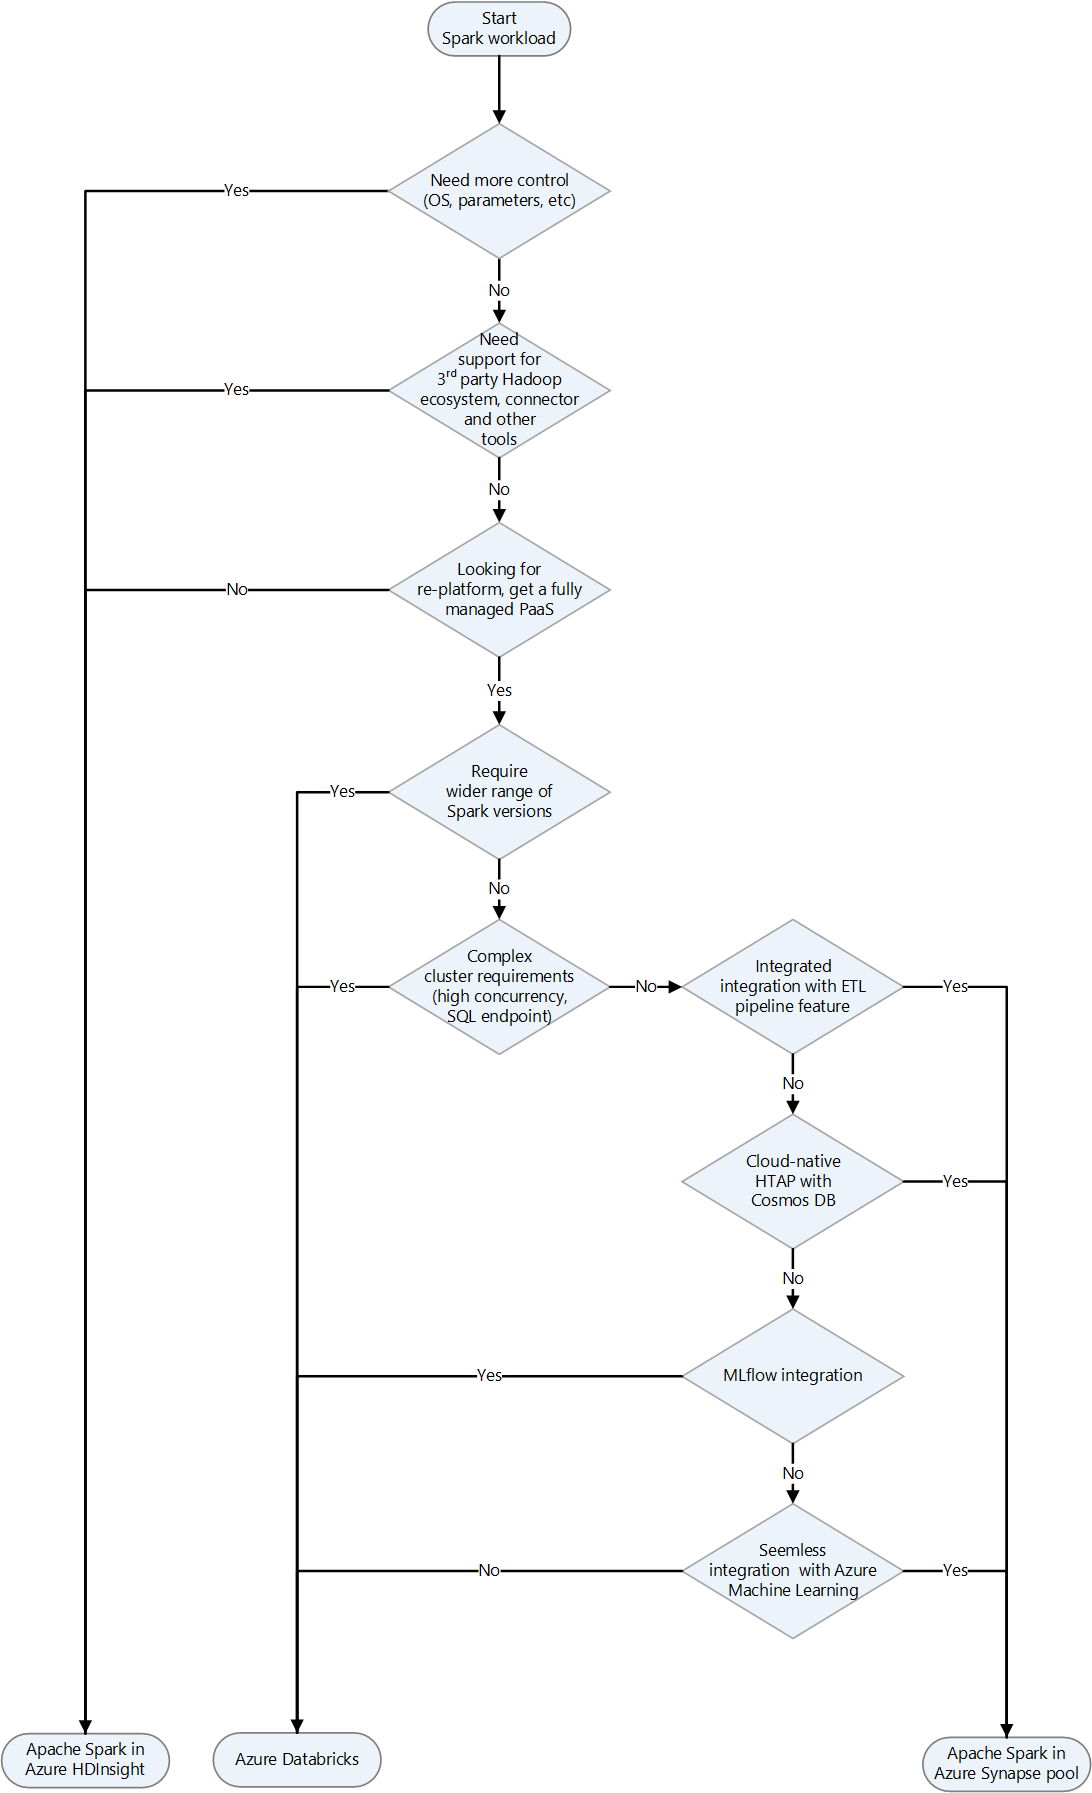 Start
Spark workload
Need more control
(OS, parameters, etc)
Yes
No
Need
support for
3rd party Hadoop
ecosystem, connector
and other
tools
Yes
No
Looking for
re-platform, get a fully
managed PaaS
No
Yes
Require
wider range of
Spark versions
Yes
No
Complex
cluster requirements
(high concurrency,
SQL endpoint)
Yes
No
Integrated
integration with ETL
pipeline feature
Yes
No
Cloud-native
HTAP with
Cosmos DB
Yes
No
MLflow integration
Yes
No
Seemless
integration with Azure
Machine Learning
No
Yes
Apache Spark in
Azure HDInsight
Azure Databricks
Apache Spark in
Azure Synapse pool